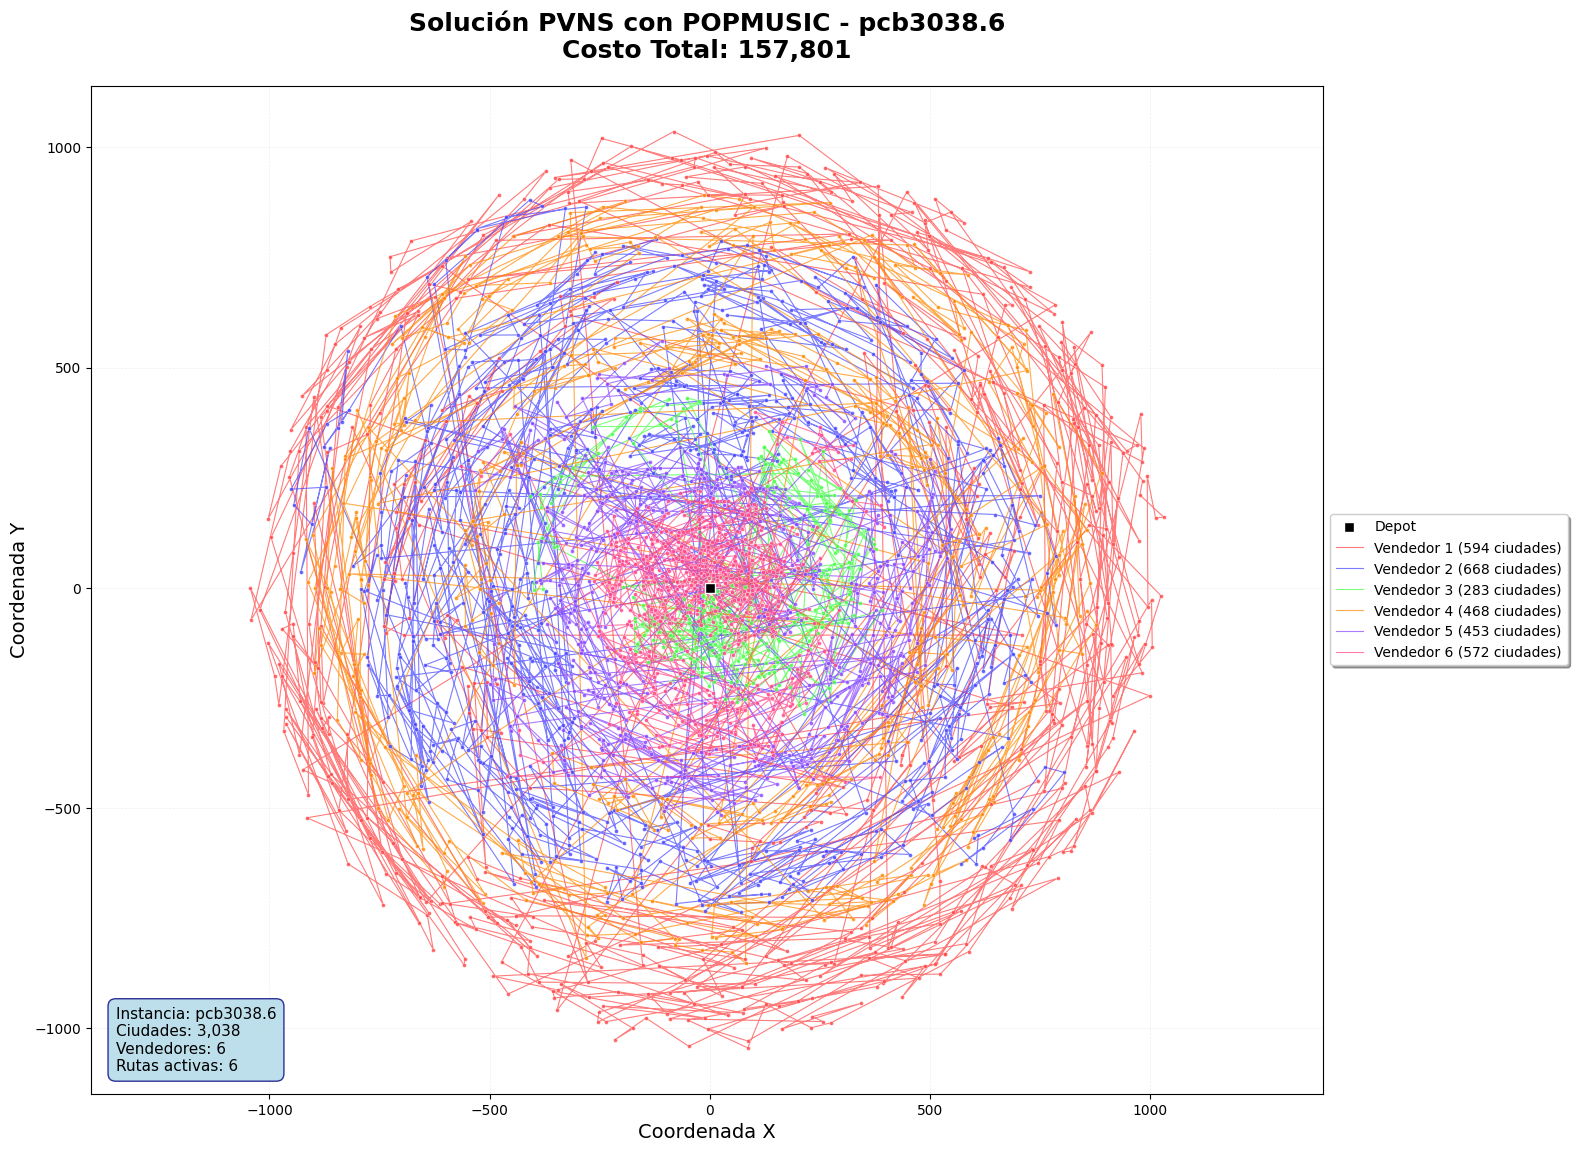 Solución PVNS con POPMUSIC - pcb3038.6
Costo Total: 157,801
Coordenada Y
1000
500
0
−500
−1000
−1000
−500
0
500
1000
Coordenada X
Instancia: pcb3038.6
Ciudades: 3,038
Vendedores: 6
Rutas activas: 6
Depot
Vendedor 1 (594 ciudades)
Vendedor 2 (668 ciudades)
Vendedor 3 (283 ciudades)
Vendedor 4 (468 ciudades)
Vendedor 5 (453 ciudades)
Vendedor 6 (572 ciudades)